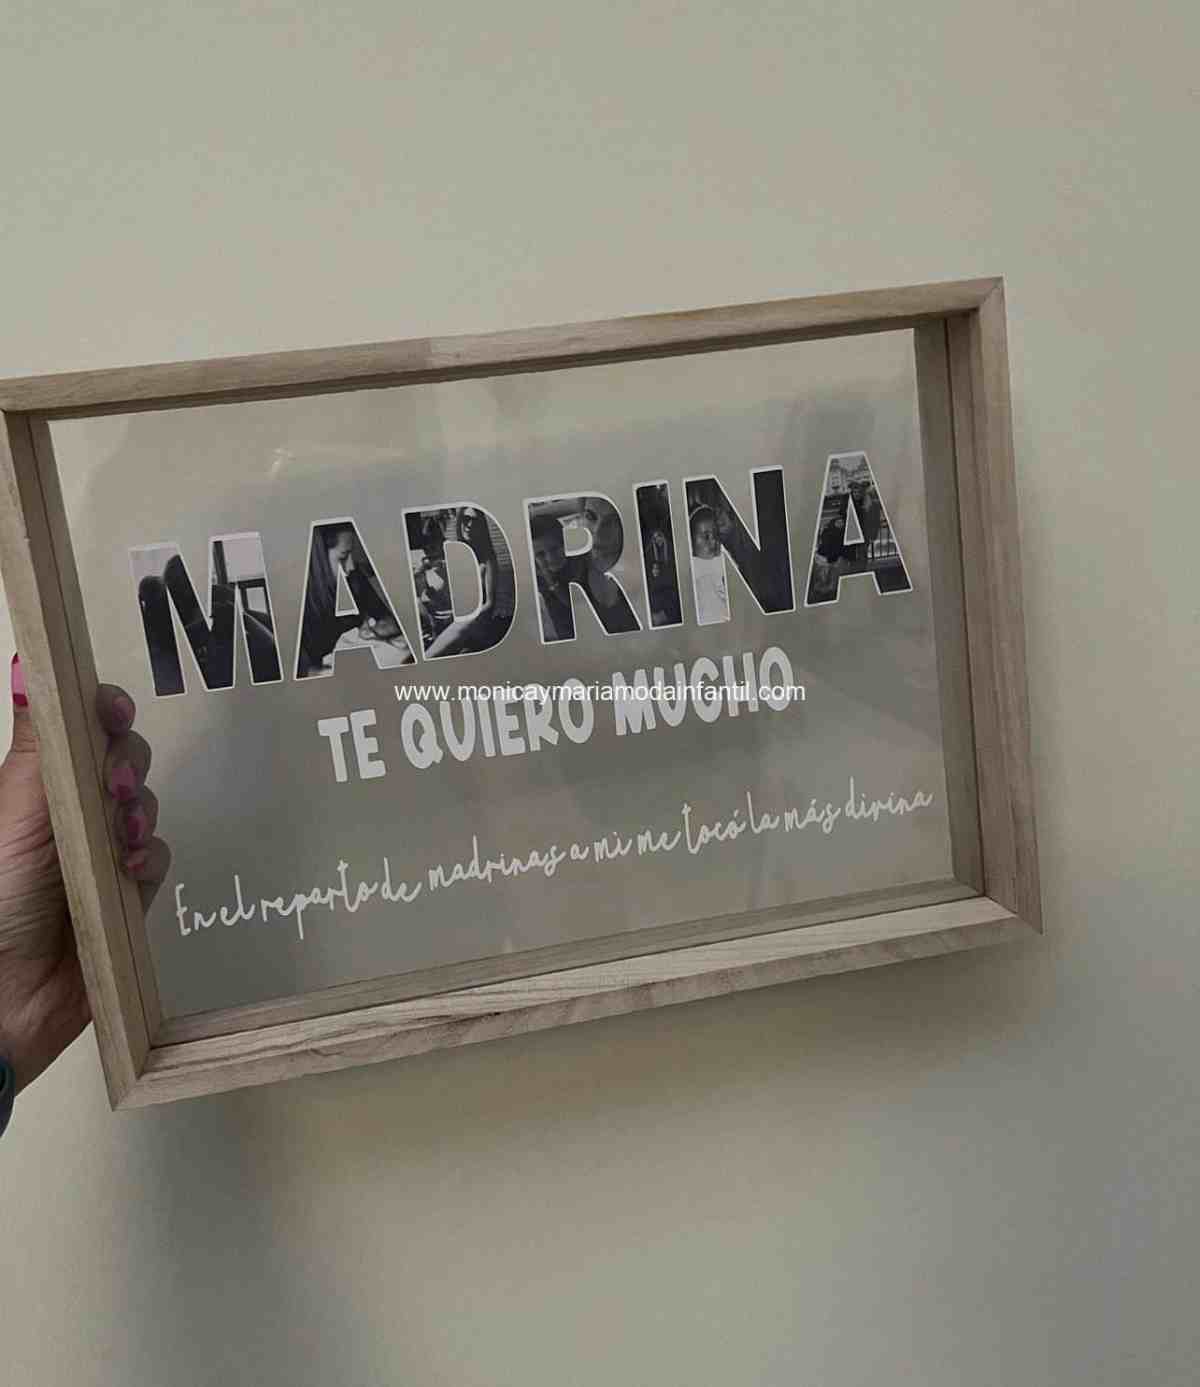 MADRINA
www.monicaymariamodainfantil.com
TE QUIERO MUCHO
En el reparto de madrinas a mi me tocó la más divina